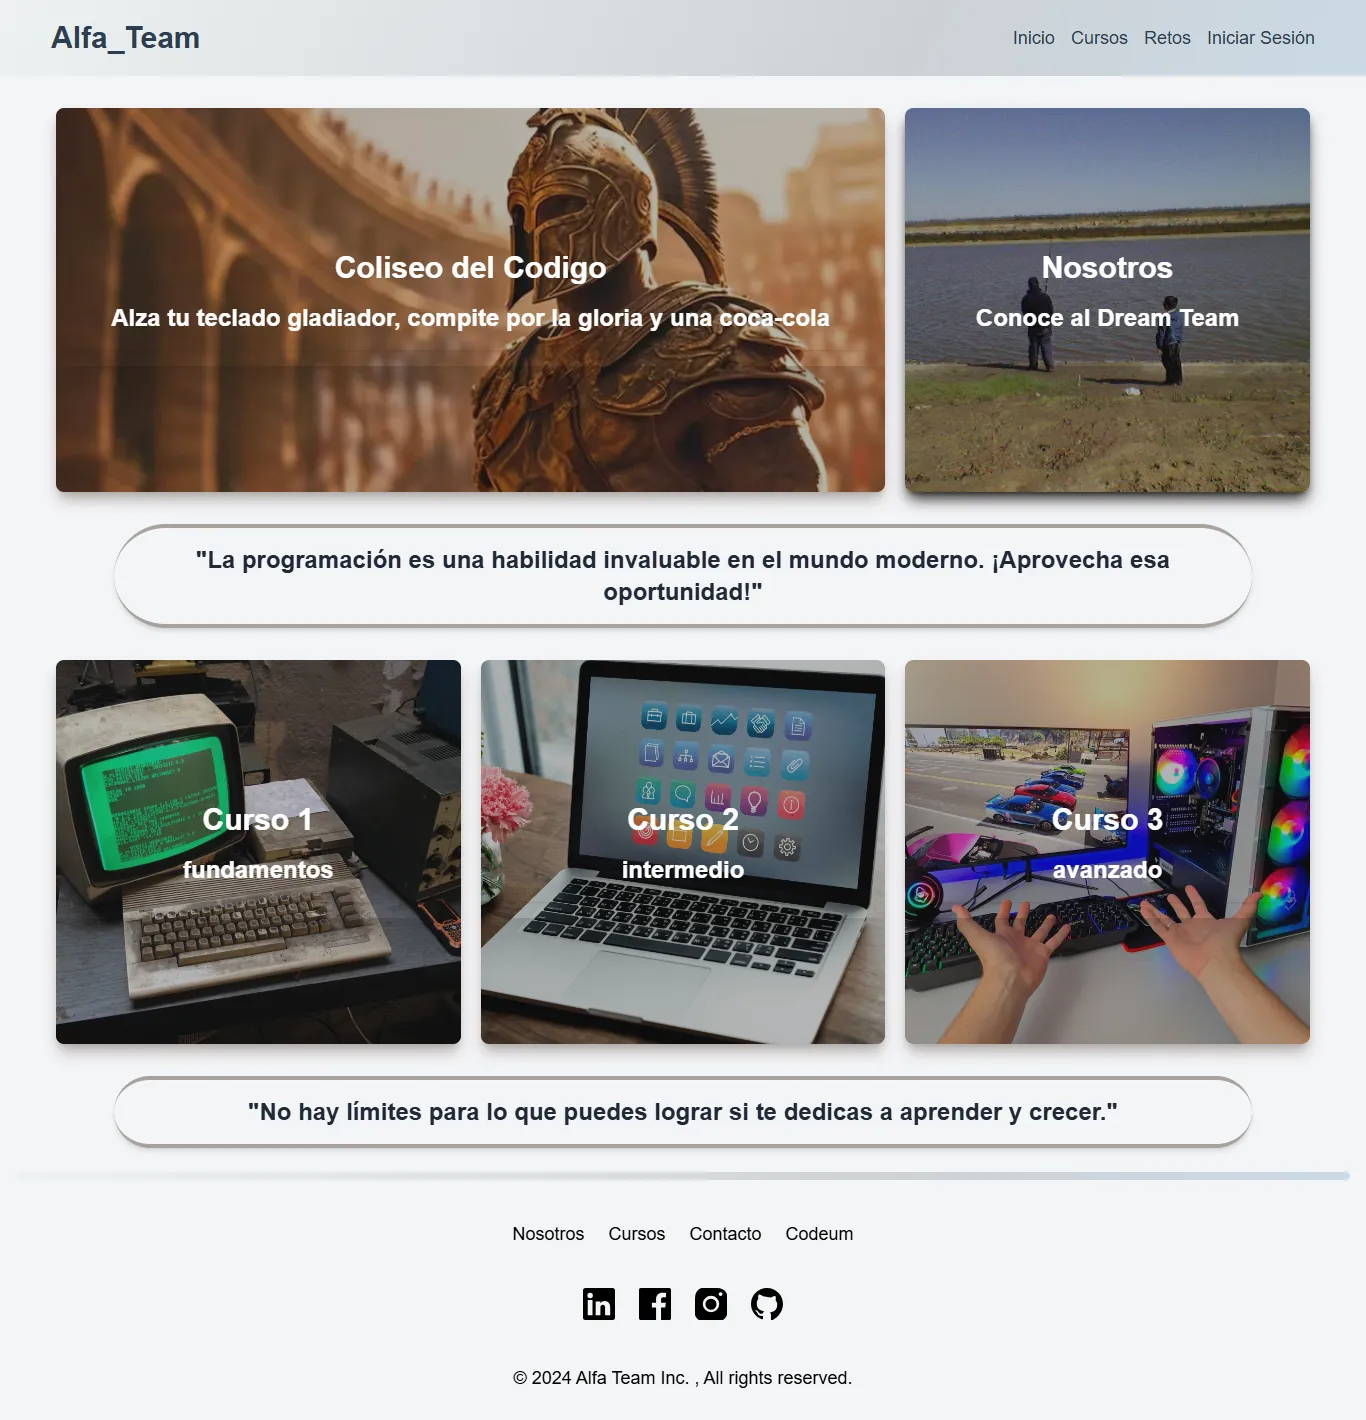 Alfa_Team
Inicio Cursos Retos Iniciar Sesión
Coliseo del Codigo
Alza tu teclado gladiador, compite por la gloria y una coca-cola
Nosotros
Conoce al Dream Team
"La programación es una habilidad invaluable en el mundo moderno. ¡Aprovecha esa
oportunidad!"
Curso 1
fundamentos
Curso 2
intermedio
Curso 3
avanzado
"No hay límites para lo que puedes lograr si te dedicas a aprender y crecer."
Nosotros Cursos Contacto Codeum
© 2024 Alfa Team Inc. , All rights reserved.